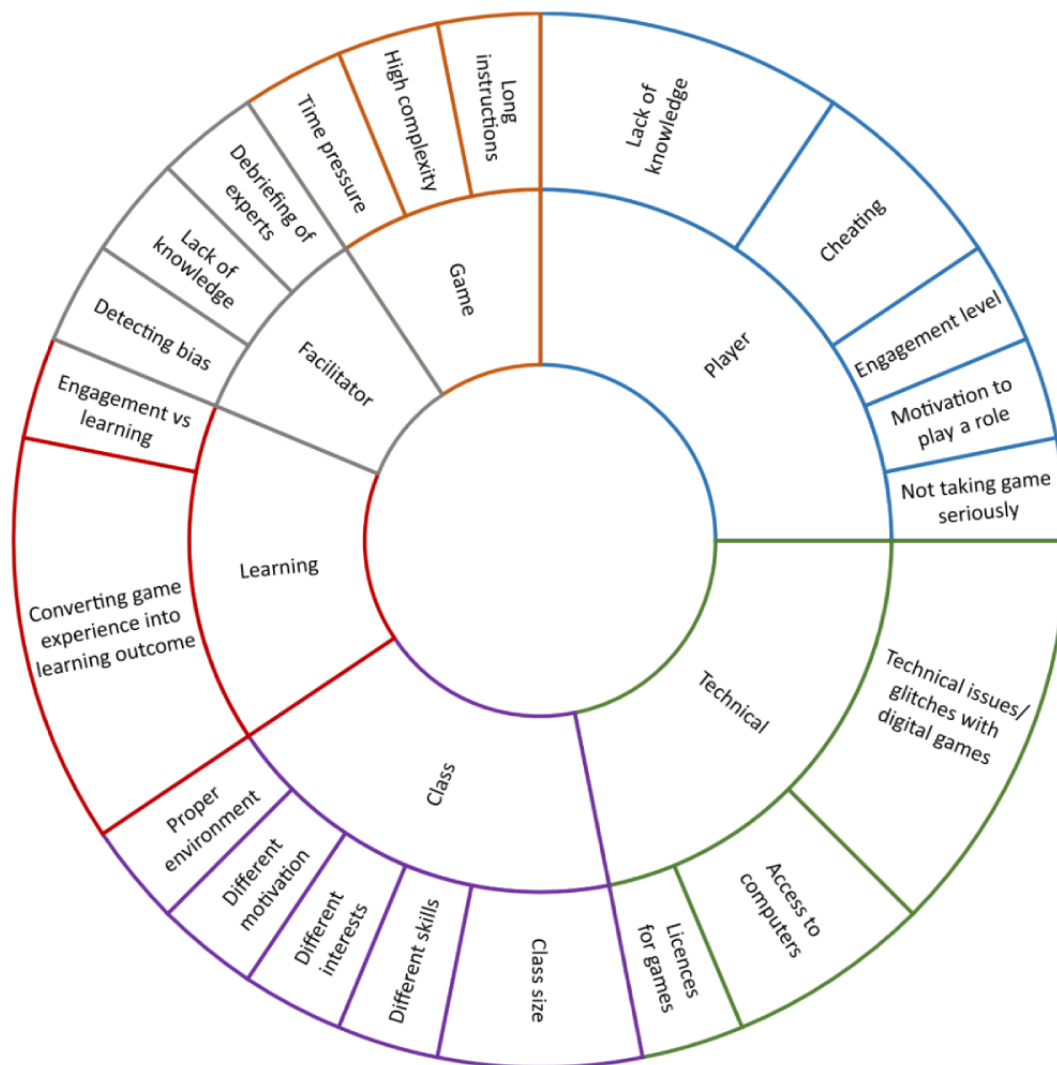 Player
Lack of
knowledge
Cheating
Engagement level
Motivation to
play a role
Not taking game
seriously
Technical
Technical issues/
glitches with
digital games
Access to
computers
Licences
for games
Class
Class size
Different skills
Different
interests
Different
motivation
Proper
environment
Learning
Converting game
experience into
learning outcome
Engagement vs
learning
Facilitator
Detecting bias
Lack of
knowledge
Debriefing of
experts
Game
Time pressure
High complexity
Long
instructions